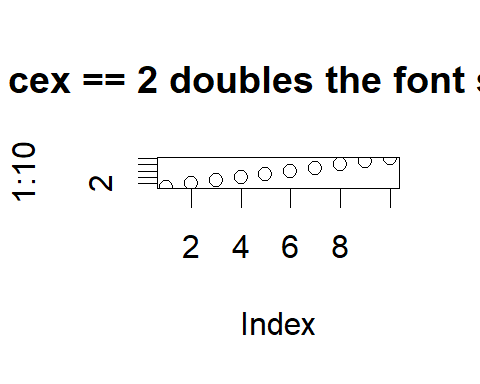 cex == 2 doubles the font
1:10
2
2 4 6 8
Index